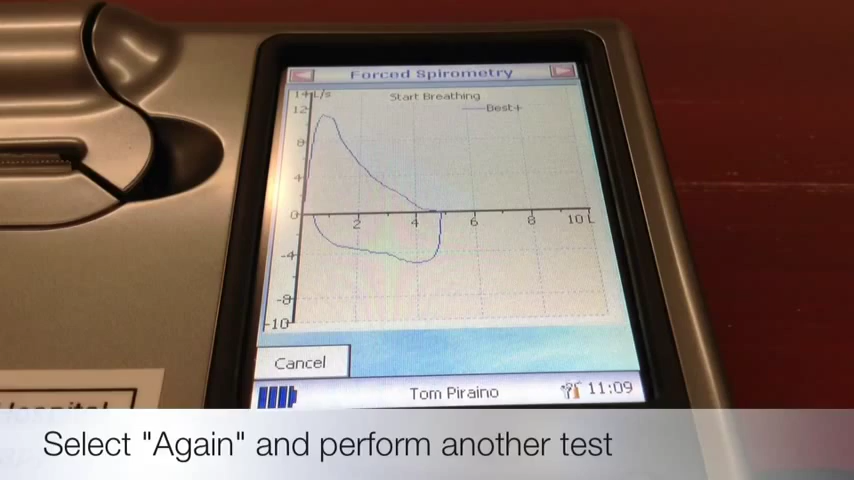 Forced Spirometry
L/s
Start Breathing
Best+
12
8
4
0
2
4
6
8
10 L
-4
-8
-10
Cancel
Tom Piraino
11:09
Select "Again" and perform another test